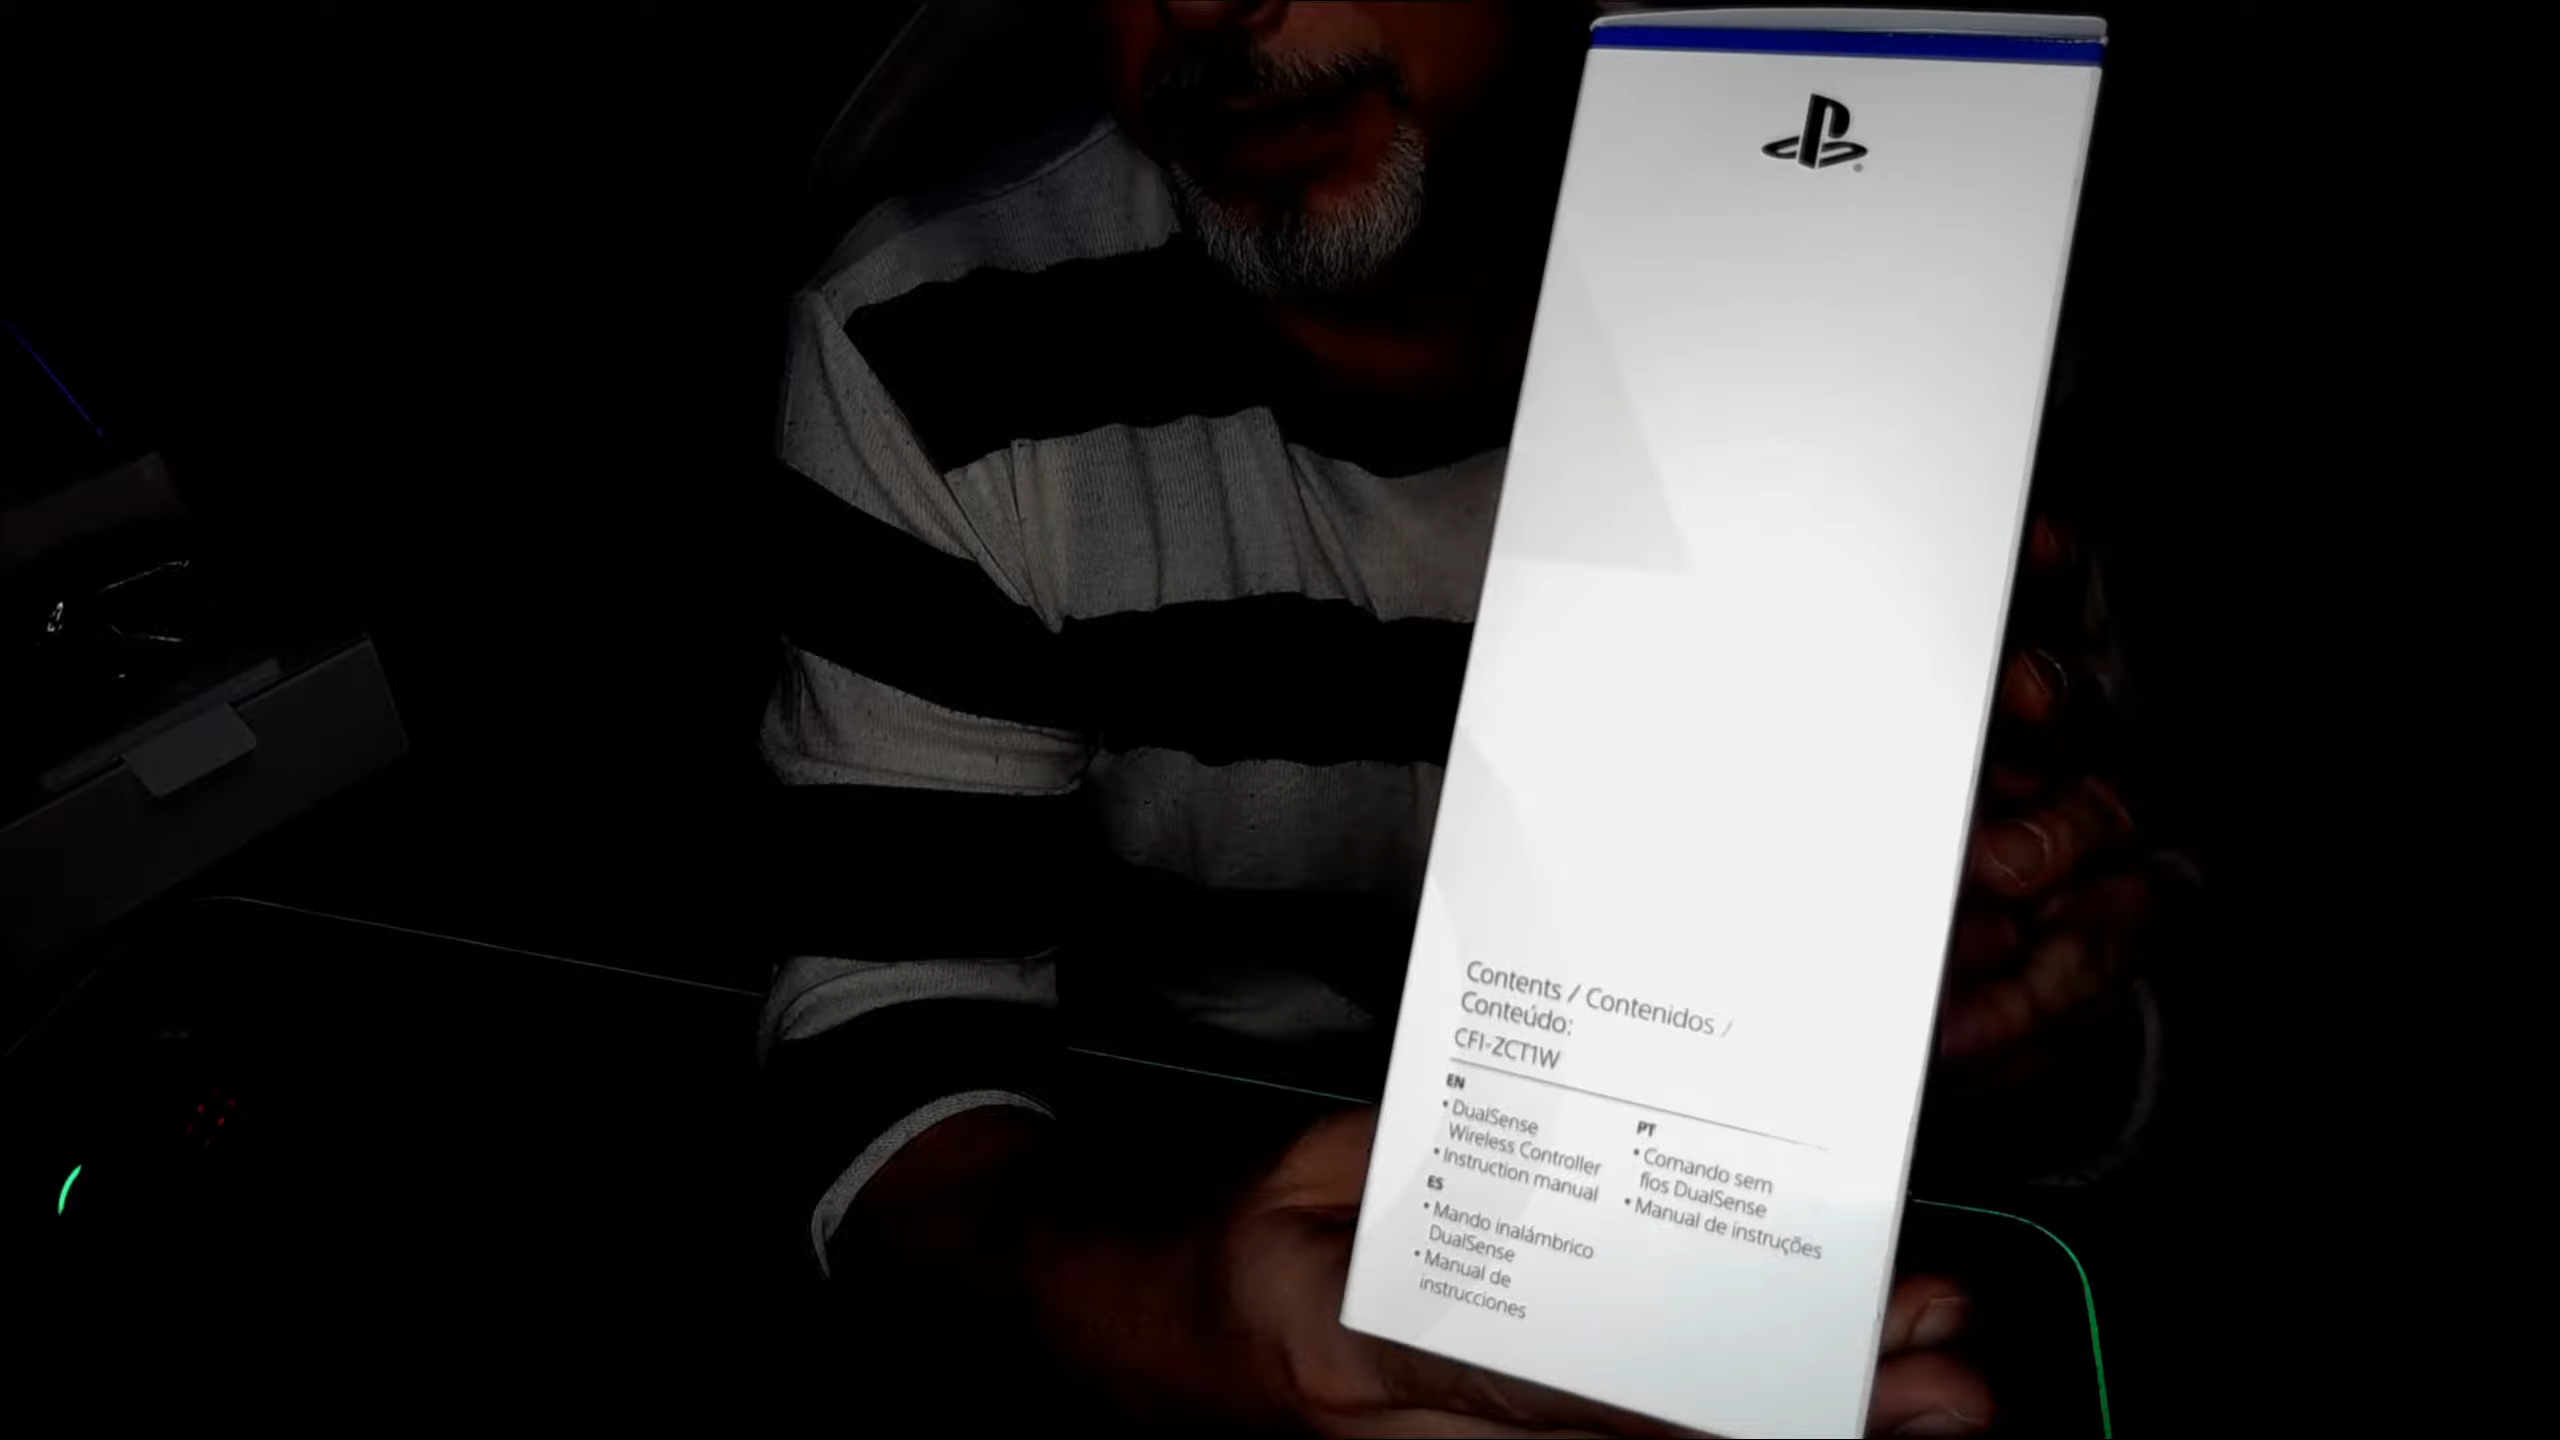 Contents / Contenidos /
Conteúdo:
CFI-ZCT1W
EN
• DualSense
Wireless Controller
• Instruction manual
ES
• Mando inalámbrico
DualSense
• Manual de
instrucciones
PT
• Comando sem
fios DualSense
• Manual de instruções